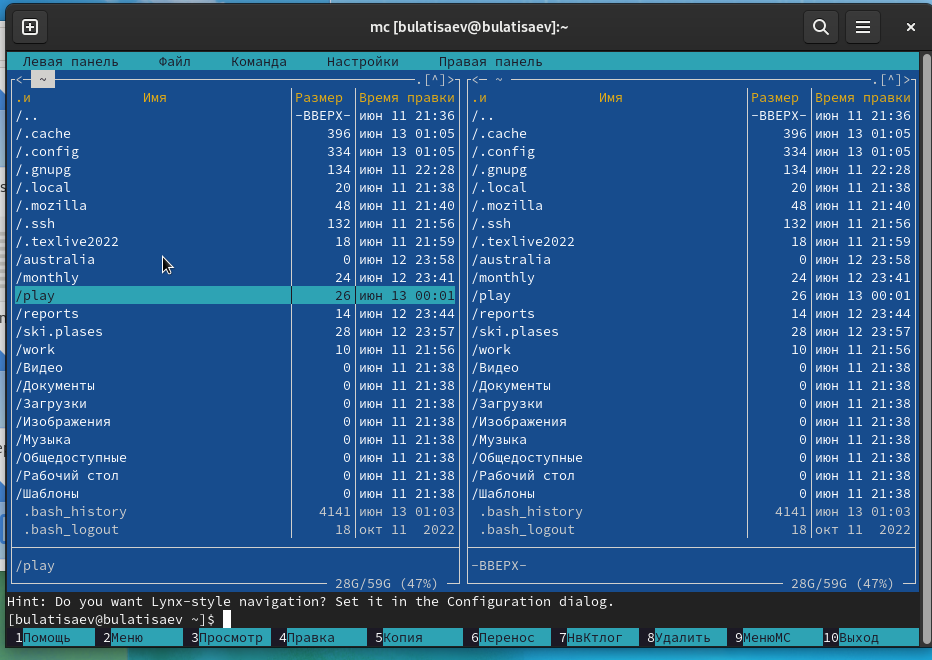 mc [bulatisaev@bulatisaev]:~
Левая панель Файл Команда Настройки Правая панель
<— ~ .[^]> <— ~ .[^]>
.и Имя Размер Время правки .и Имя Размер Время правки
/.. -ВВЕРХ- июн 11 21:36 /.. -ВВЕРХ- июн 11 21:36
/.cache 396 июн 13 01:05 /.cache 396 июн 13 01:05
/.config 334 июн 13 01:05 /.config 334 июн 13 01:05
/.gnupg 134 июн 11 22:28 /.gnupg 134 июн 11 22:28
/.local 20 июн 11 21:38 /.local 20 июн 11 21:38
/.mozilla 48 июн 11 21:40 /.mozilla 48 июн 11 21:40
/.ssh 132 июн 11 21:56 /.ssh 132 июн 11 21:56
/.texlive2022 18 июн 11 21:59 /.texlive2022 18 июн 11 21:59
/australia 0 июн 12 23:58 /australia 0 июн 12 23:58
/monthly 24 июн 12 23:41 /monthly 24 июн 12 23:41
/play 26 июн 13 00:01 /play 26 июн 13 00:01
/reports 14 июн 12 23:44 /reports 14 июн 12 23:44
/ski.plases 28 июн 12 23:57 /ski.plases 28 июн 12 23:57
/work 10 июн 11 21:56 /work 10 июн 11 21:56
/Видео 0 июн 11 21:38 /Видео 0 июн 11 21:38
/Документы 0 июн 11 21:38 /Документы 0 июн 11 21:38
/Загрузки 0 июн 11 21:38 /Загрузки 0 июн 11 21:38
/Изображения 0 июн 11 21:38 /Изображения 0 июн 11 21:38
/Музыка 0 июн 11 21:38 /Музыка 0 июн 11 21:38
/Общедоступные 0 июн 11 21:38 /Общедоступные 0 июн 11 21:38
/Рабочий стол 0 июн 11 21:38 /Рабочий стол 0 июн 11 21:38
/Шаблоны 0 июн 11 21:38 /Шаблоны 0 июн 11 21:38
.bash_history 4141 июн 13 01:03 .bash_history 4141 июн 13 01:03
.bash_logout 18 окт 11 2022 .bash_logout 18 окт 11 2022
/play -ВВЕРХ-
28G/59G (47%) 28G/59G (47%)
Hint: Do you want Lynx-style navigation? Set it in the Configuration dialog.
[bulatisaev@bulatisaev ~]$
1Помощь 2Меню 3Просмотр 4Правка 5Копия 6Перенос 7НвКтлог 8Удалить 9МенюМС 10Выход